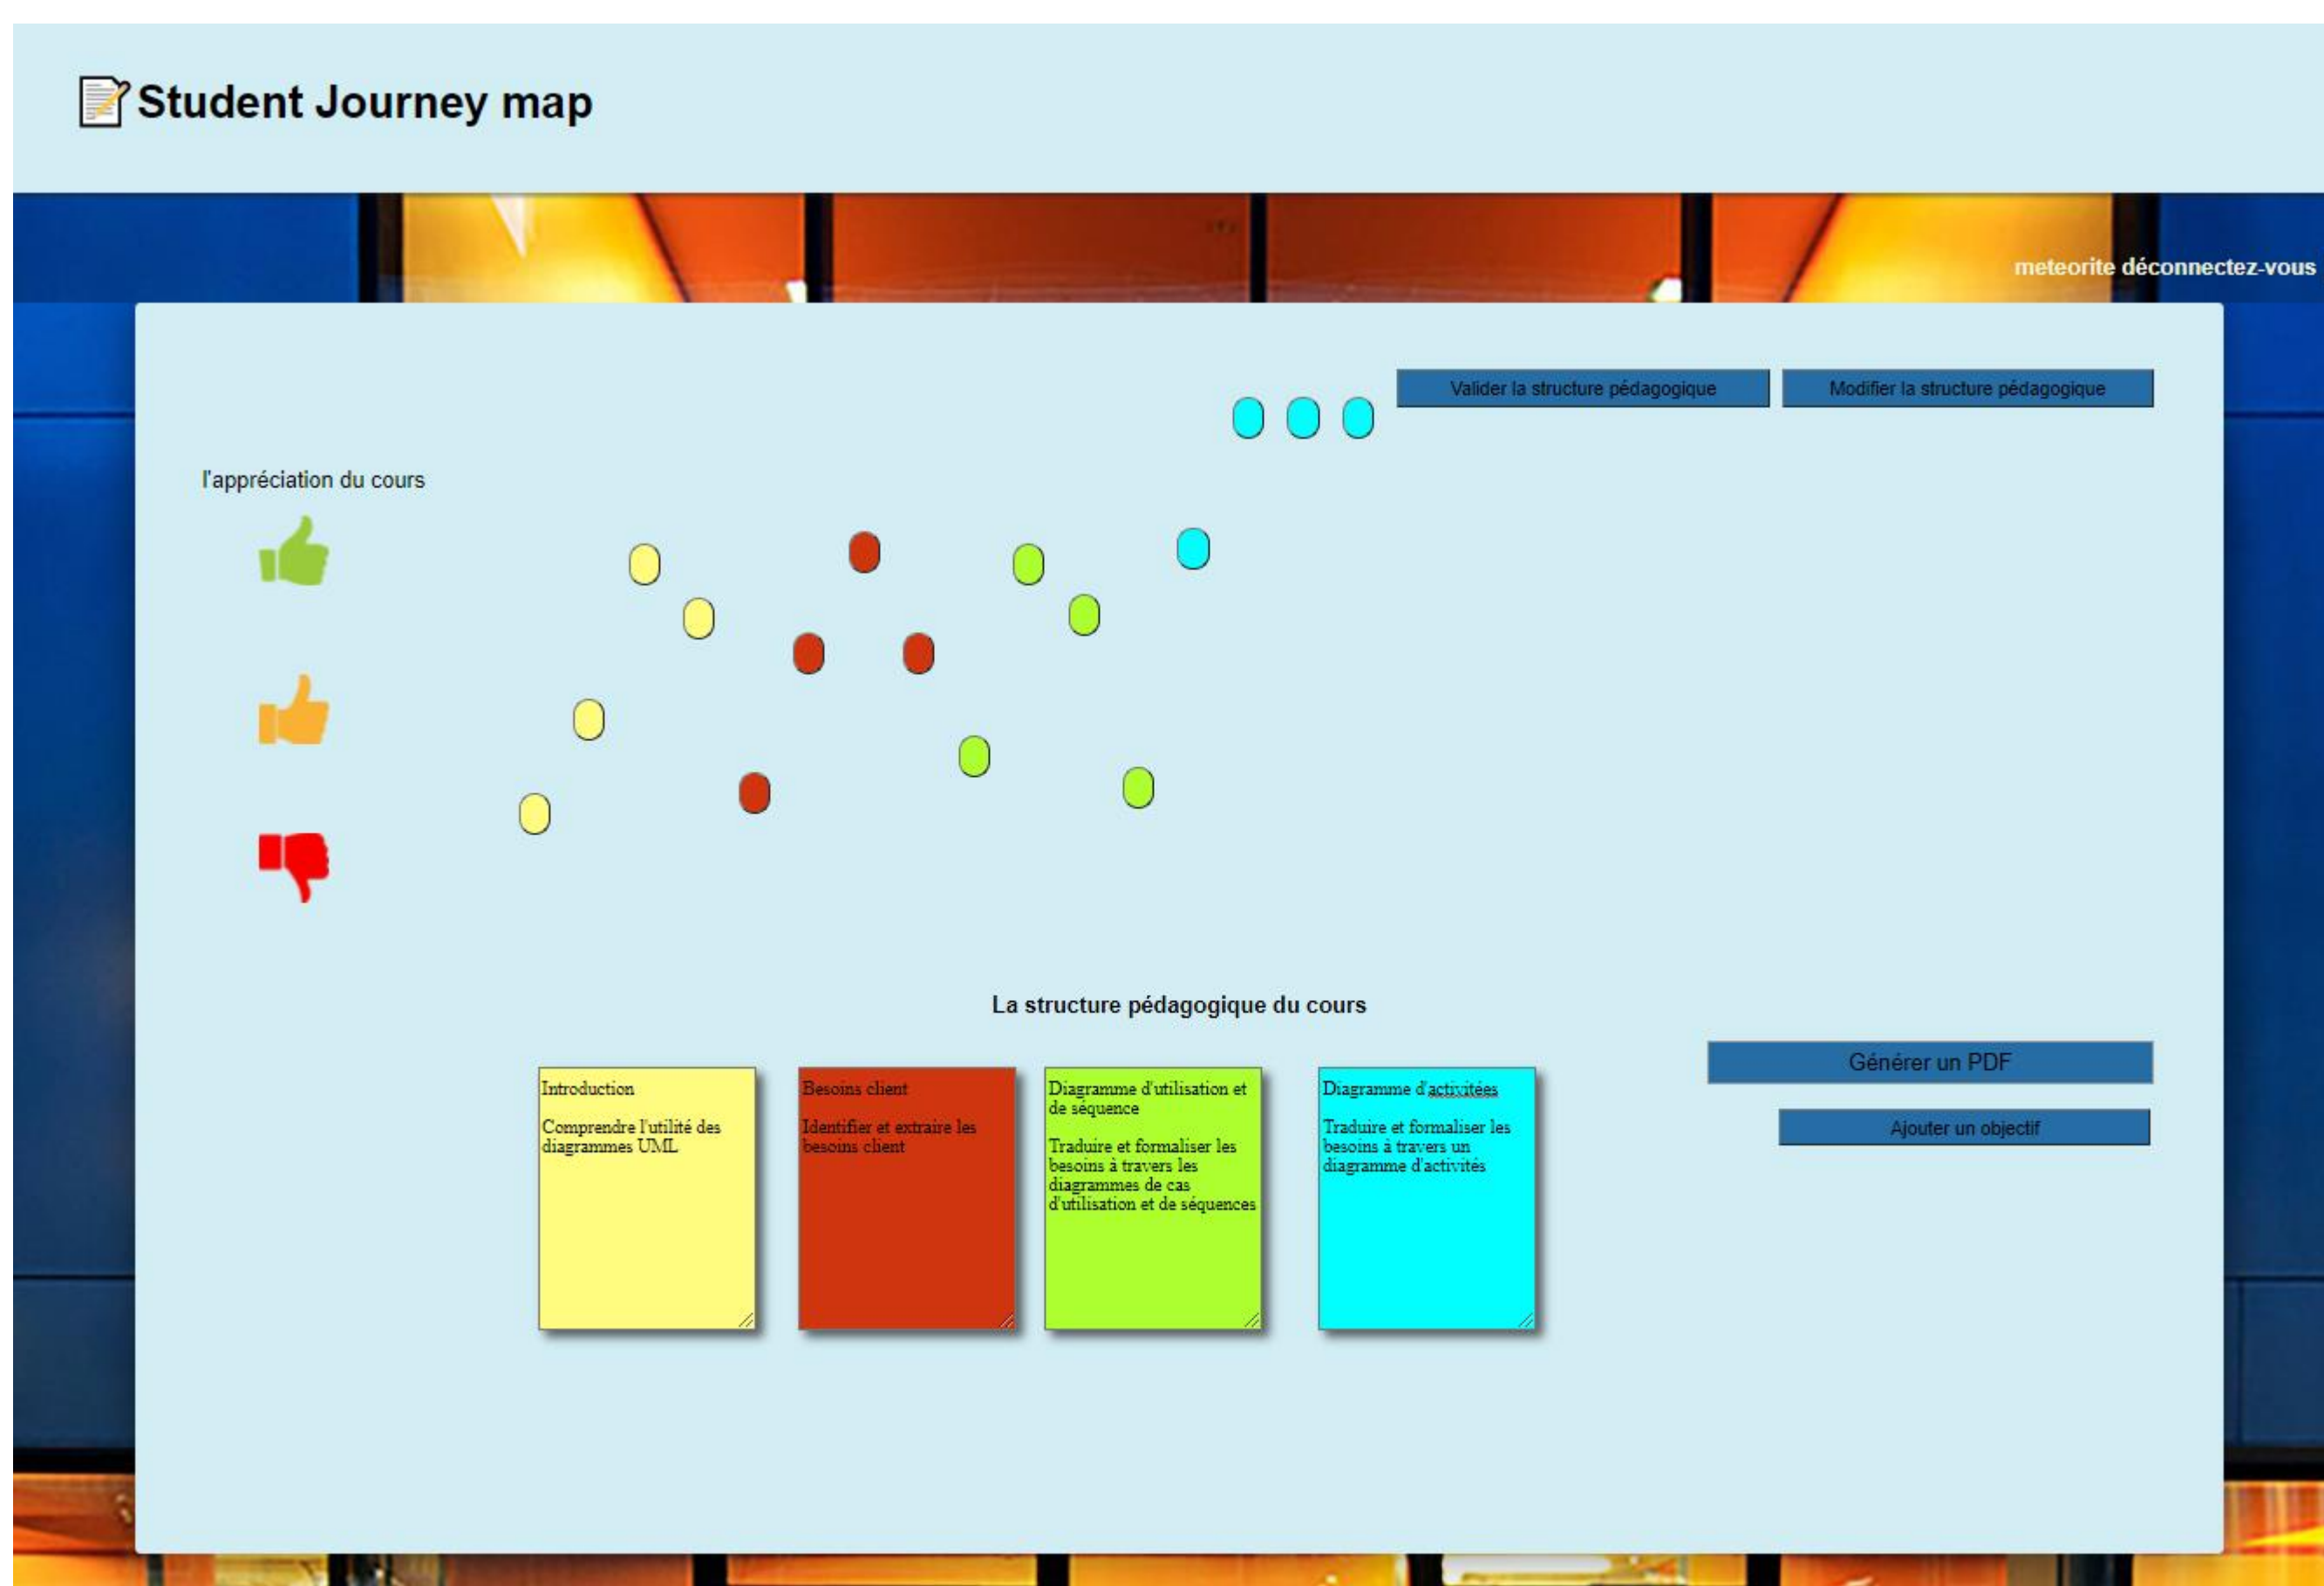 Student Journey map
meteorite déconnectez-vous
Valider la structure pédagogique
Modifier la structure pédagogique
l'appréciation du cours
La structure pédagogique du cours
Générer un PDF
Ajouter un objectif
Introduction
Comprendre l'utilité des
diagrammes UML
Besoins client
Identifier et extraire les
besoins client
Diagramme d'utilisation et
de séquence
Traduire et formaliser les
besoins à travers les
diagrammes de cas
d'utilisation et de séquences
Diagramme d'activitées
Traduire et formaliser les
besoins à travers un
diagramme d'activités